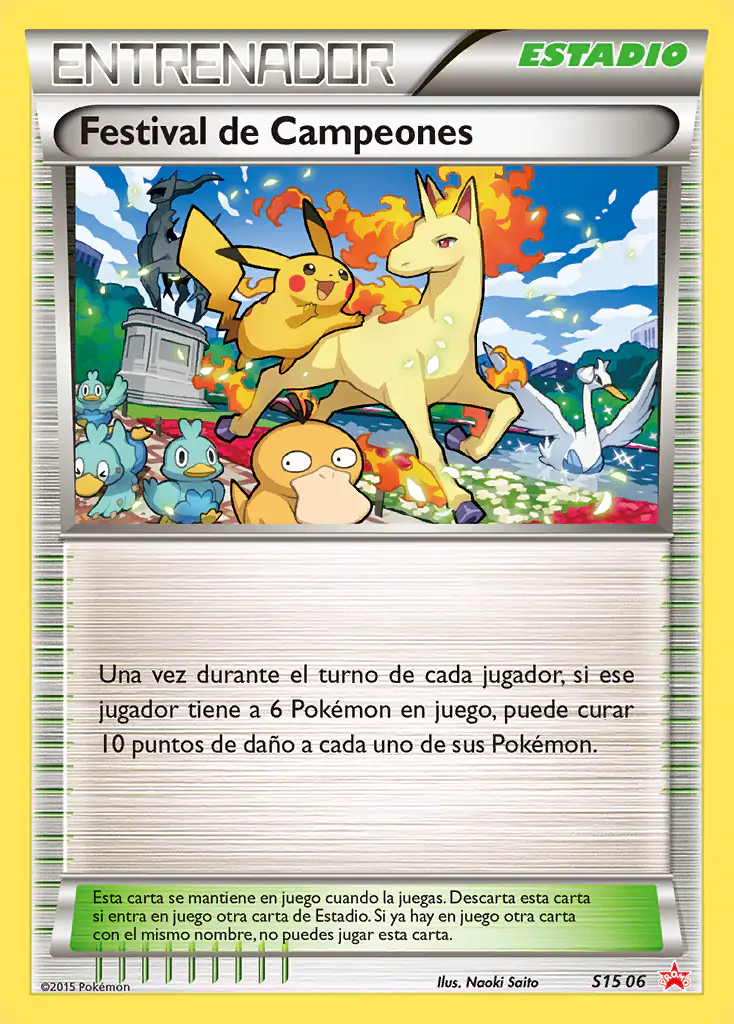 ENTRENADOR
ESTADIO
Festival de Campeones
Una vez durante el turno de cada jugador, si ese
jugador tiene a 6 Pokémon en juego, puede curar
10 puntos de daño a cada uno de sus Pokémon.
Esta carta se mantiene en juego cuando la juegas. Descarta esta carta
si entra en juego otra carta de Estadio. Si ya hay en juego otra carta
con el mismo nombre, no puedes jugar esta carta.
©2015 Pokémon
Ilus. Naoki Saito
S15 06
PROMO